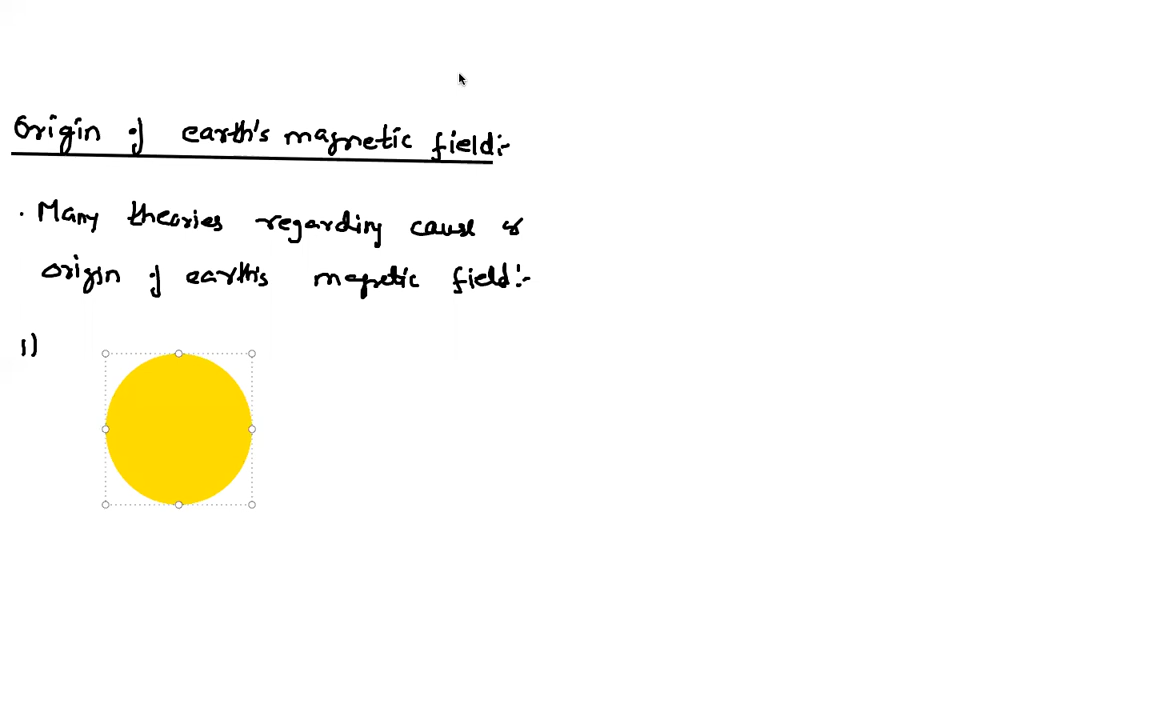 Origin of earth's magnetic field:-
. Many theories regarding cause of
origin of earth's magnetic field:-
1)